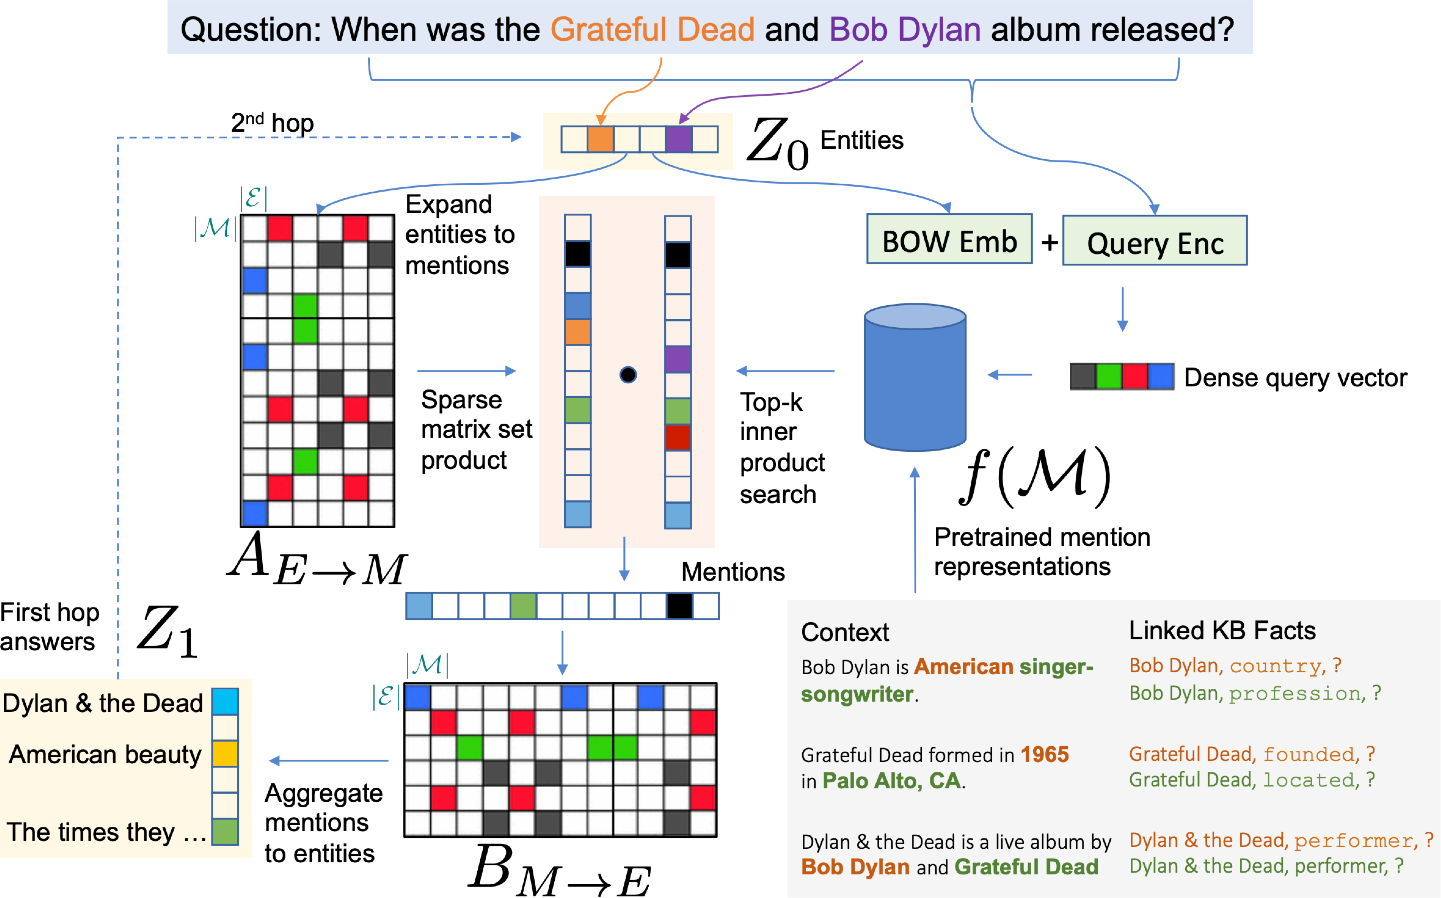 Question: When was the Grateful Dead and Bob Dylan album released?
2nd hop
Z0 Entities
|ℰ|
|ℳ|
Expand
entities to
mentions
BOW Emb + Query Enc
Dense query vector
Sparse
matrix set
product
Top-k
inner
product
search
f(ℳ)
A E→M
Pretrained mention
representations
Mentions
First hop
answers
Z1
|ℳ|
|ℰ|
Dylan & the Dead
American beauty
The times they ...
Aggregate
mentions
to entities
B M→E
Context
Bob Dylan is American singer-
songwriter.
Grateful Dead formed in 1965
in Palo Alto, CA.
Dylan & the Dead is a live album by
Bob Dylan and Grateful Dead
Linked KB Facts
Bob Dylan, country, ?
Bob Dylan, profession, ?
Grateful Dead, founded, ?
Grateful Dead, located, ?
Dylan & the Dead, performer, ?
Dylan & the Dead, performer, ?